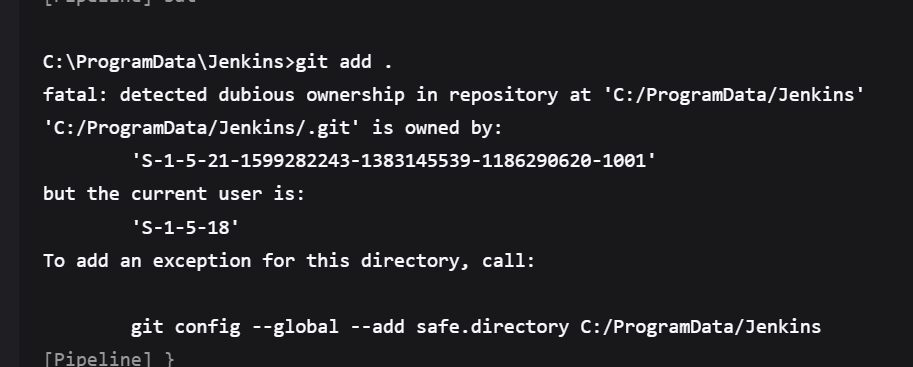 [Pipeline] bat
C:\ProgramData\Jenkins>git add .
fatal: detected dubious ownership in repository at 'C:/ProgramData/Jenkins'
'C:/ProgramData/Jenkins/.git' is owned by:
'S-1-5-21-1599282243-1383145539-1186290620-1001'
but the current user is:
'S-1-5-18'
To add an exception for this directory, call:
git config --global --add safe.directory C:/ProgramData/Jenkins
[Pipeline] }